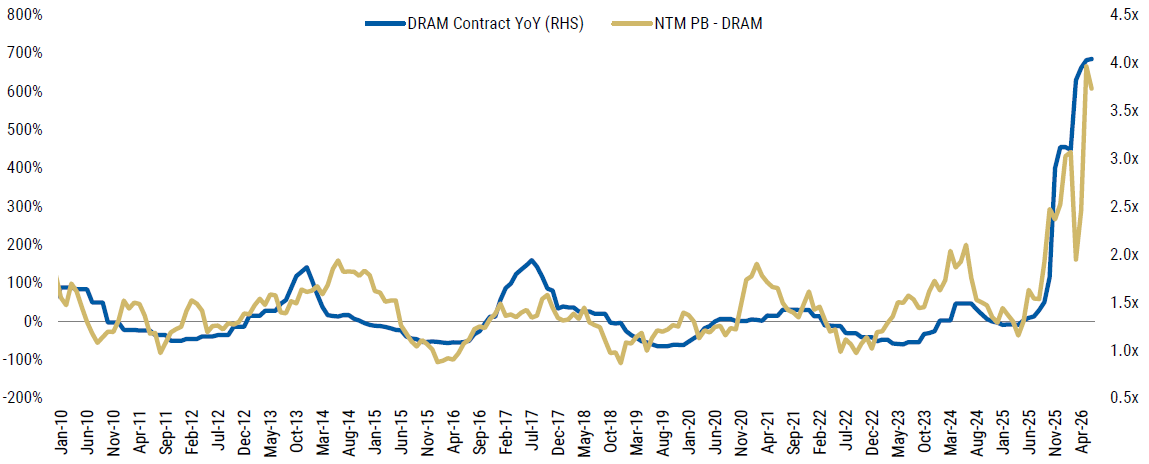 DRAM Contract YoY (RHS)
NTM PB - DRAM
800%
700%
600%
500%
400%
300%
200%
100%
0%
-100%
-200%
4.5x
4.0x
3.5x
3.0x
2.5x
2.0x
1.5x
1.0x
0.5x
Jan-10
Jun-10
Nov-10
Apr-11
Sep-11
Feb-12
Jul-12
Dec-12
May-13
Oct-13
Mar-14
Aug-14
Jan-15
Jun-15
Nov-15
Apr-16
Sep-16
Feb-17
Jul-17
Dec-17
May-18
Oct-18
Mar-19
Aug-19
Jan-20
Jun-20
Nov-20
Apr-21
Sep-21
Feb-22
Jul-22
Dec-22
May-23
Oct-23
Mar-24
Aug-24
Jan-25
Jun-25
Nov-25
Apr-26